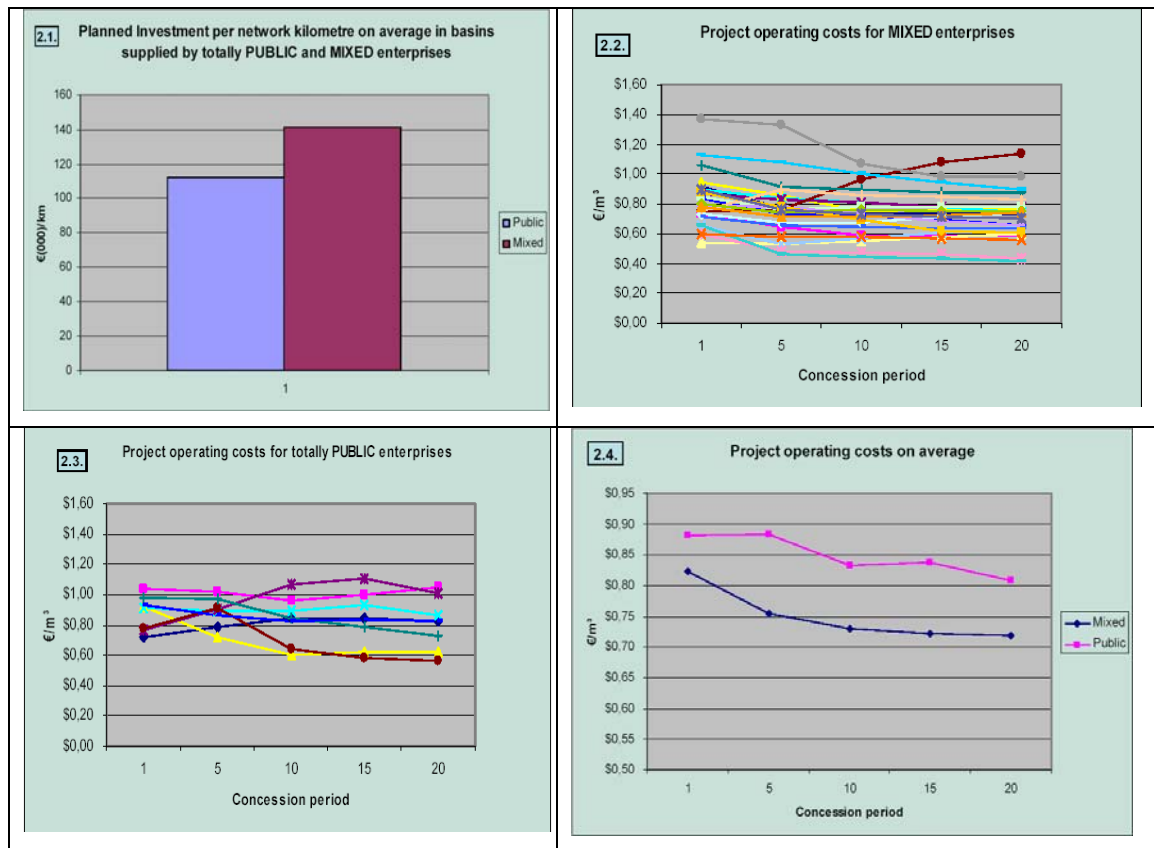 2.1.
Planned Investment per network kilometre on average in basins
supplied by totally PUBLIC and MIXED enterprises
€(000)/km
160
140
120
100
80
60
40
20
0
1
Public
Mixed
2.2.
Project operating costs for MIXED enterprises
€/m³
$1,60
$1,40
$1,20
$1,00
$0,80
$0,60
$0,40
$0,20
$0,00
1 5 10 15 20
Concession period
2.3.
Project operating costs for totally PUBLIC enterprises
€/m³
$1,60
$1,40
$1,20
$1,00
$0,80
$0,60
$0,40
$0,20
$0,00
1 5 10 15 20
Concession period
2.4.
Project operating costs on average
€/m³
$0,95
$0,90
$0,85
$0,80
$0,75
$0,70
$0,65
$0,60
$0,55
$0,50
1 5 10 15 20
Concession period
Mixed
Public